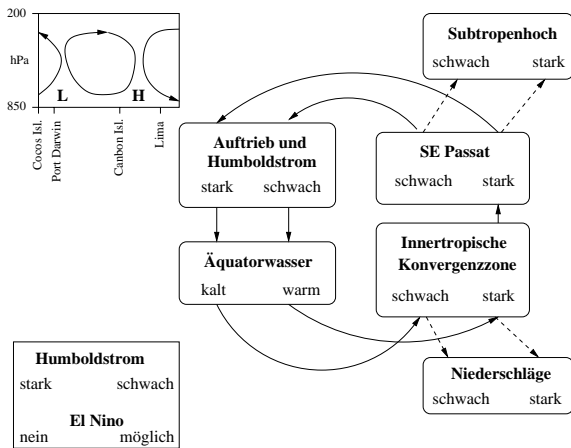 200
hPa
850
L
H
Cocos Isl.
Port Darwin
Canbon Isl.
Lima
Subtropenhoch
schwach stark
Auftrieb und
Humboldstrom
stark schwach
SE Passat
schwach stark
Äquatorwasser
kalt warm
Innertropische
Konvergenzzone
schwach stark
Niederschläge
schwach stark
Humboldstrom
stark schwach
El Nino
nein möglich